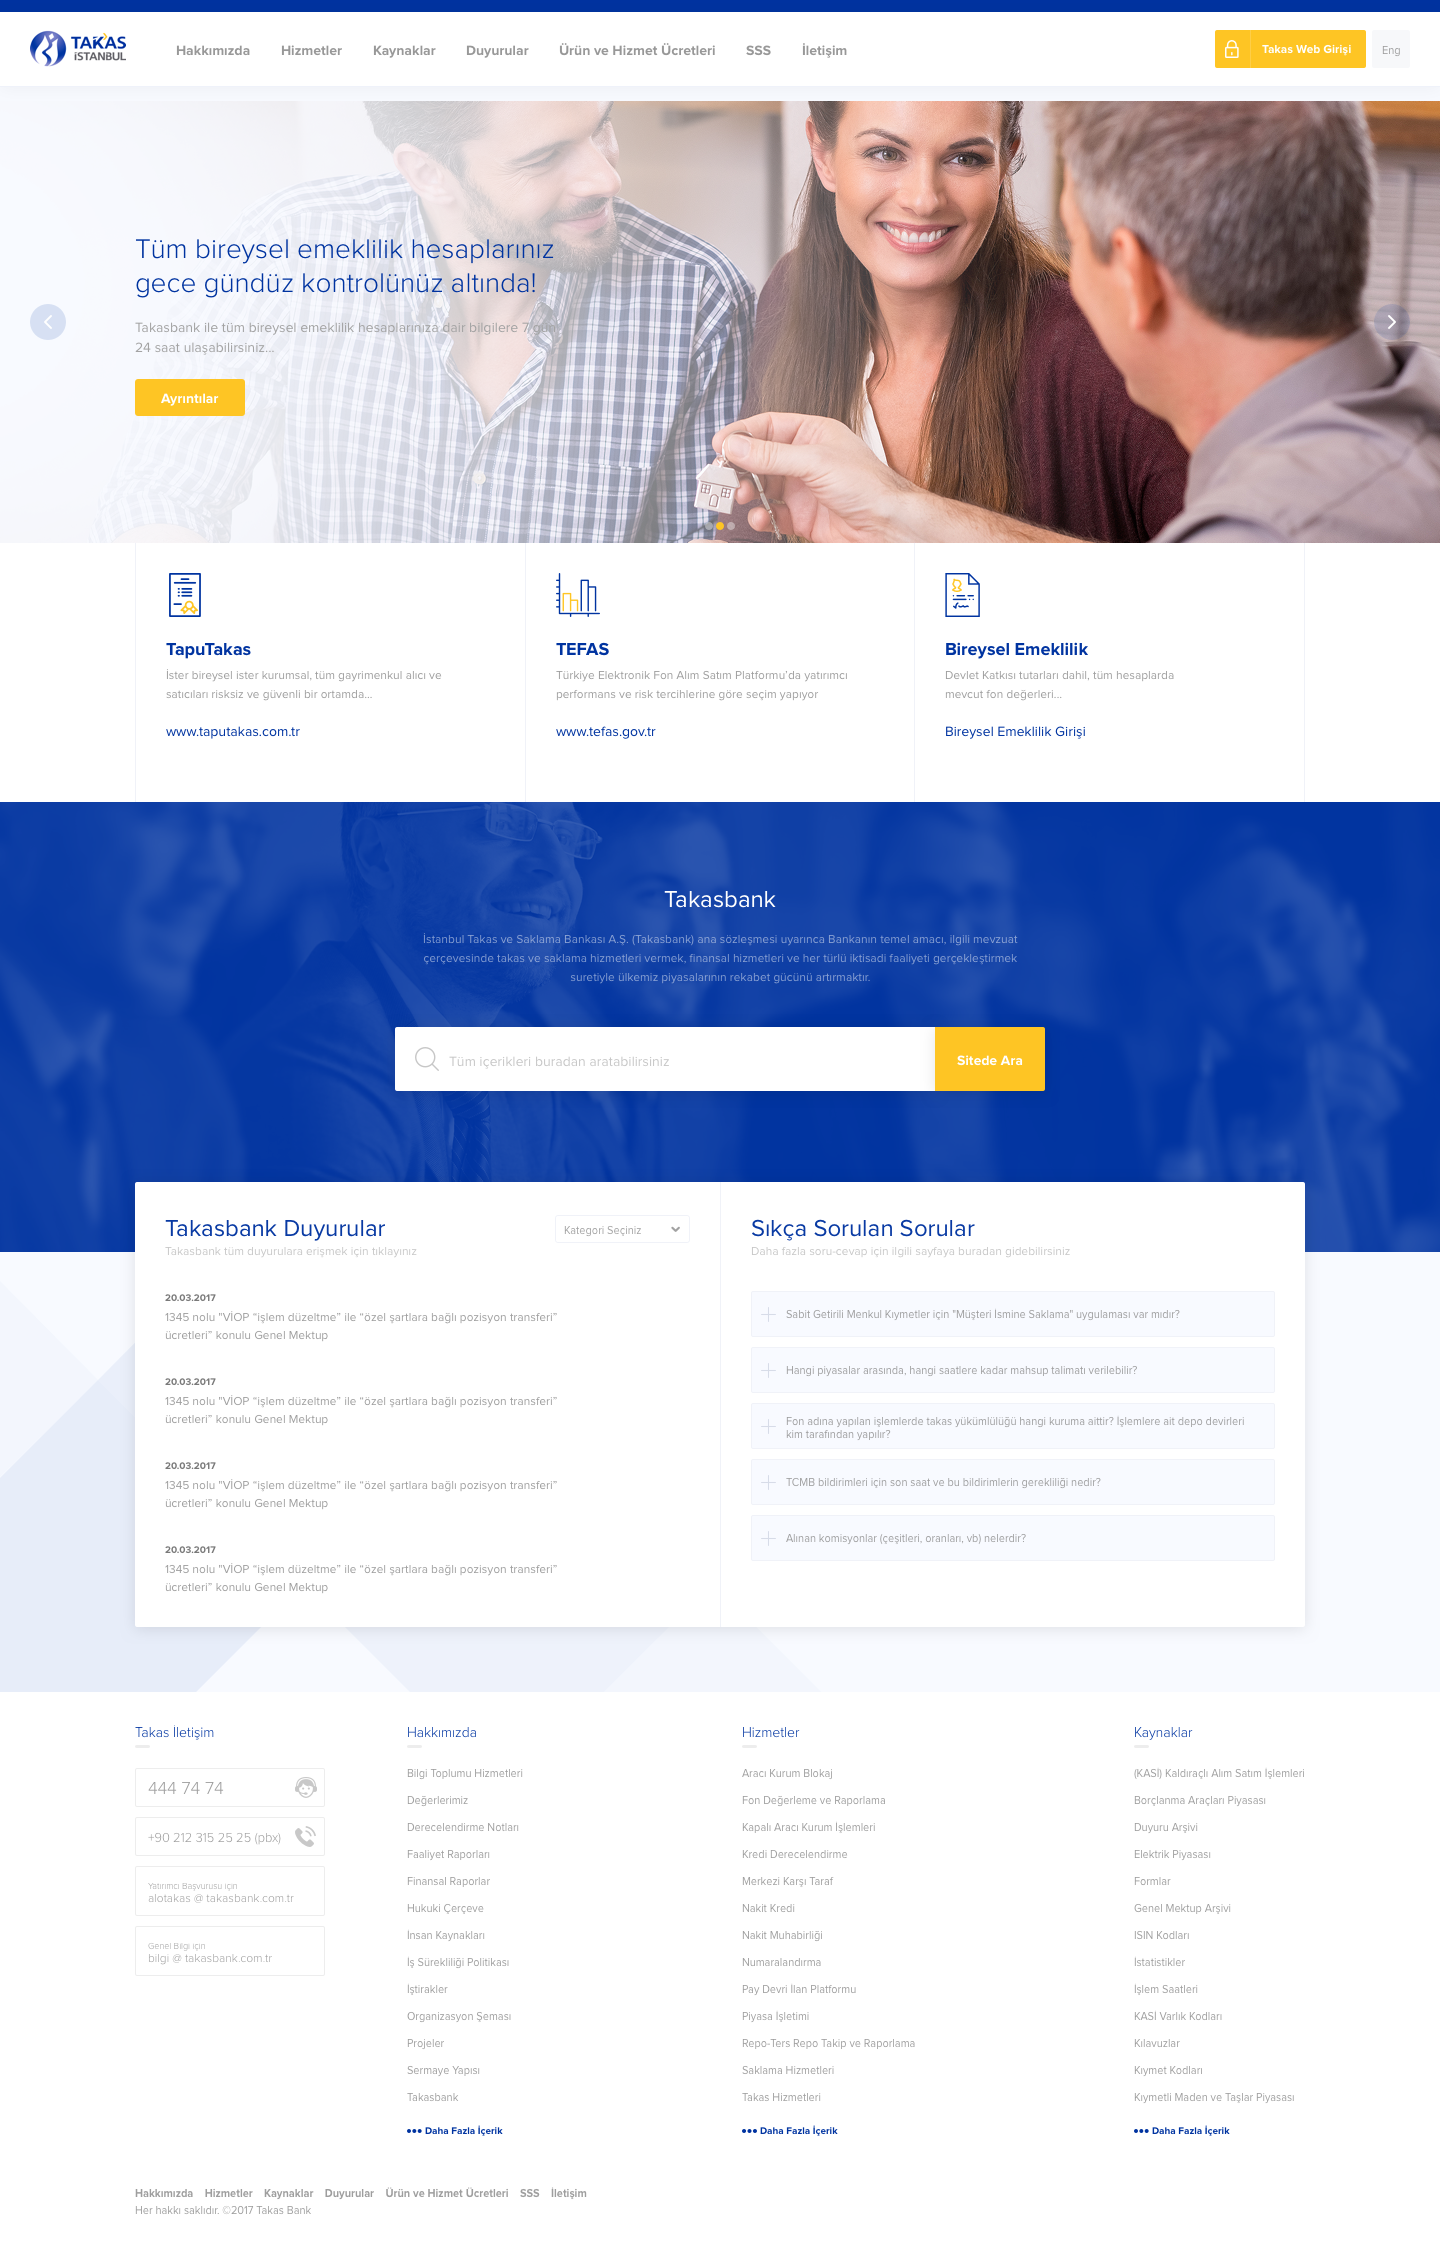 TAKAS
İSTANBUL
Hakkımızda Hizmetler Kaynaklar Duyurular Ürün ve Hizmet Ücretleri SSS İletişim
Takas Web Girişi
Eng
Tüm bireysel emeklilik hesaplarınız
gece gündüz kontrolünüz altında!
Takasbank ile tüm bireysel emeklilik hesaplarınıza dair bilgilere 7 gün
24 saat ulaşabilirsiniz...
Ayrıntılar
TapuTakas
İster bireysel ister kurumsal, tüm gayrimenkul alıcı ve
satıcıları risksiz ve güvenli bir ortamda...
www.taputakas.com.tr
TEFAS
Türkiye Elektronik Fon Alım Satım Platformu’da yatırımcı
performans ve risk tercihlerine göre seçim yapıyor
www.tefas.gov.tr
Bireysel Emeklilik
Devlet Katkısı tutarları dahil, tüm hesaplarda
mevcut fon değerleri...
Bireysel Emeklilik Girişi
Takasbank
İstanbul Takas ve Saklama Bankası A.Ş. (Takasbank) ana sözleşmesi uyarınca Bankanın temel amacı, ilgili mevzuat
çerçevesinde takas ve saklama hizmetleri vermek, finansal hizmetleri ve her türlü iktisadi faaliyeti gerçekleştirmek
suretiyle ülkemiz piyasalarının rekabet gücünü artırmaktır.
Tüm içerikleri buradan aratabilirsiniz
Sitede Ara
Takasbank Duyurular
Takasbank tüm duyurulara erişmek için tıklayınız
Kategori Seçiniz
20.03.2017
1345 nolu "VİOP “işlem düzeltme” ile “özel şartlara bağlı pozisyon transferi”
ücretleri” konulu Genel Mektup
20.03.2017
1345 nolu "VİOP “işlem düzeltme” ile “özel şartlara bağlı pozisyon transferi”
ücretleri” konulu Genel Mektup
20.03.2017
1345 nolu "VİOP “işlem düzeltme” ile “özel şartlara bağlı pozisyon transferi”
ücretleri” konulu Genel Mektup
20.03.2017
1345 nolu "VİOP “işlem düzeltme” ile “özel şartlara bağlı pozisyon transferi”
ücretleri” konulu Genel Mektup
Sıkça Sorulan Sorular
Daha fazla soru-cevap için ilgili sayfaya buradan gidebilirsiniz
Sabit Getirili Menkul Kıymetler için "Müşteri İsmine Saklama" uygulaması var mıdır?
Hangi piyasalar arasında, hangi saatlere kadar mahsup talimatı verilebilir?
Fon adına yapılan işlemlerde takas yükümlülüğü hangi kuruma aittir? İşlemlere ait depo devirleri
kim tarafından yapılır?
TCMB bildirimleri için son saat ve bu bildirimlerin gerekliliği nedir?
Alınan komisyonlar (çeşitleri, oranları, vb) nelerdir?
Takas İletişim
444 74 74
+90 212 315 25 25 (pbx)
Yatırımcı Başvurusu için
alotakas @ takasbank.com.tr
Genel Bilgi için
bilgi @ takasbank.com.tr
Hakkımızda
Bilgi Toplumu Hizmetleri
Değerlerimiz
Derecelendirme Notları
Faaliyet Raporları
Finansal Raporlar
Hukuki Çerçeve
İnsan Kaynakları
İş Sürekliliği Politikası
İştirakler
Organizasyon Şeması
Projeler
Sermaye Yapısı
Takasbank
••• Daha Fazla İçerik
Hizmetler
Aracı Kurum Blokaj
Fon Değerleme ve Raporlama
Kapalı Aracı Kurum İşlemleri
Kredi Derecelendirme
Merkezi Karşı Taraf
Nakit Kredi
Nakit Muhabirliği
Numaralandırma
Pay Devri İlan Platformu
Piyasa İşletimi
Repo-Ters Repo Takip ve Raporlama
Saklama Hizmetleri
Takas Hizmetleri
••• Daha Fazla İçerik
Kaynaklar
(KASİ) Kaldıraçlı Alım Satım İşlemleri
Borçlanma Araçları Piyasası
Duyuru Arşivi
Elektrik Piyasası
Formlar
Genel Mektup Arşivi
ISIN Kodları
İstatistikler
İşlem Saatleri
KASİ Varlık Kodları
Kılavuzlar
Kıymet Kodları
Kıymetli Maden ve Taşlar Piyasası
••• Daha Fazla İçerik
Hakkımızda Hizmetler Kaynaklar Duyurular Ürün ve Hizmet Ücretleri SSS İletişim
Her hakkı saklıdır. ©2017 Takas Bank